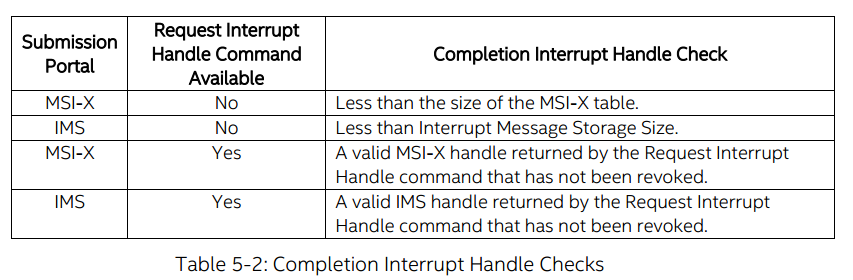 Submission Portal | Request Interrupt Handle Command Available | Completion Interrupt Handle Check
MSI-X | No | Less than the size of the MSI-X table.
IMS | No | Less than Interrupt Message Storage Size.
MSI-X | Yes | A valid MSI-X handle returned by the Request Interrupt
Handle command that has not been revoked.
IMS | Yes | A valid IMS handle returned by the Request Interrupt
Handle command that has not been revoked.
Table 5-2: Completion Interrupt Handle Checks